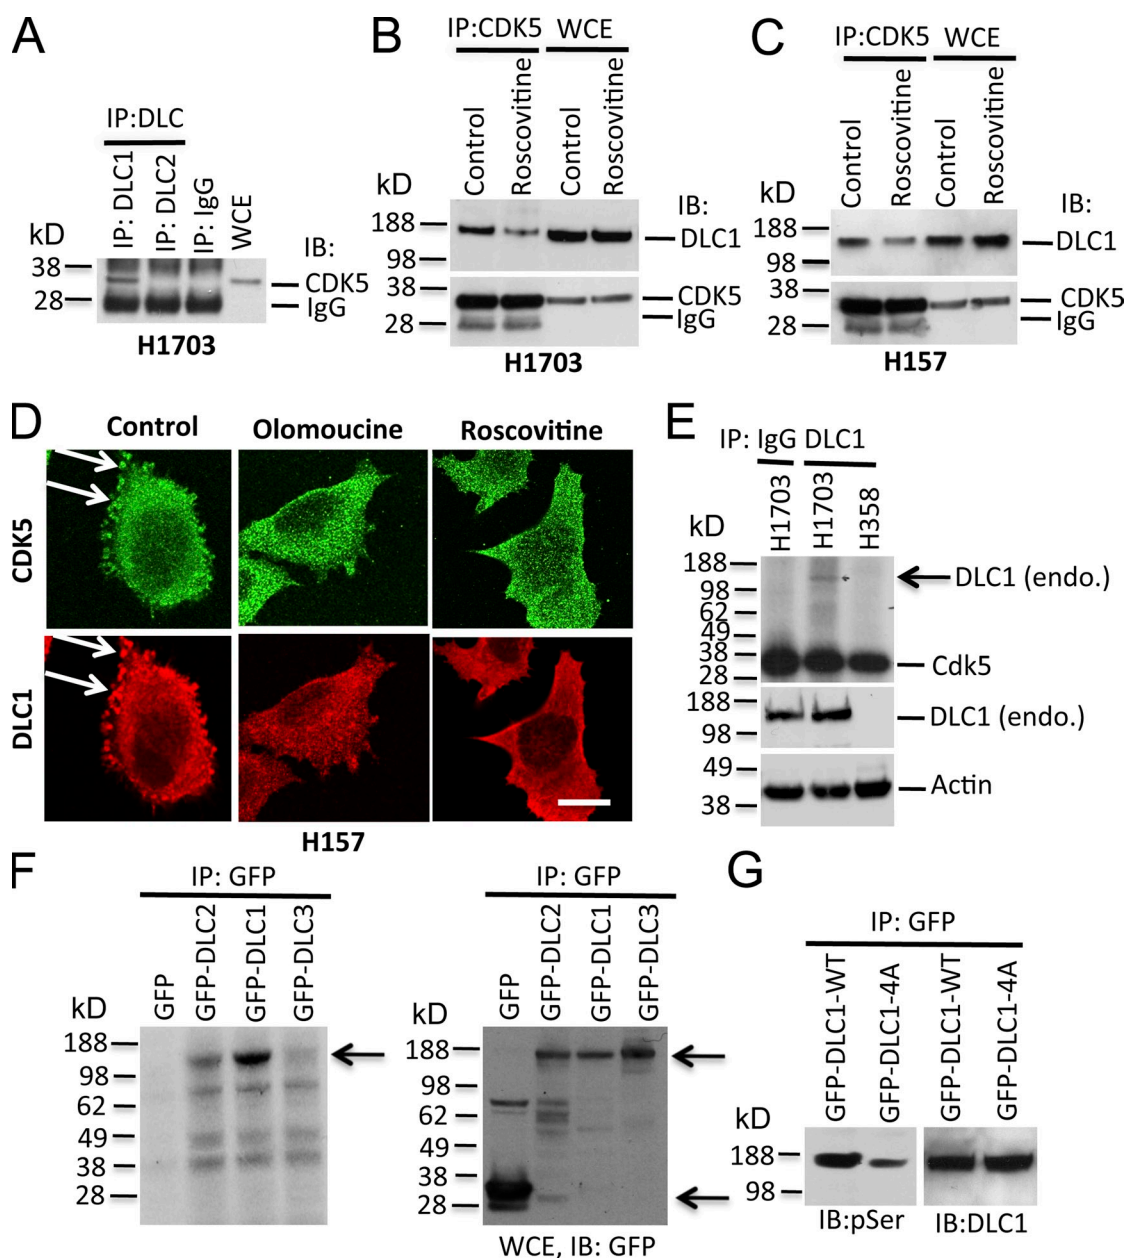 A
IP:DLC
IP: DLC1
IP: DLC2
IP: IgG
WCE
kD
IB:
38
28
CDK5
IgG
H1703
B
IP:CDK5
WCE
Control
Roscovitine
Control
Roscovitine
kD
IB:
188
98
DLC1
38
28
CDK5
IgG
H1703
C
IP:CDK5
WCE
Control
Roscovitine
Control
Roscovitine
kD
IB:
188
98
DLC1
38
28
CDK5
IgG
H157
D
Control
Olomoucine
Roscovitine
CDK5
DLC1
H157
E
IP: IgG DLC1
H1703
H1703
H358
kD
188
98
62
49
38
28
DLC1 (endo.)
Cdk5
188
98
DLC1 (endo.)
49
38
Actin
F
IP: GFP
GFP
GFP-DLC2
GFP-DLC1
GFP-DLC3
kD
188
98
62
49
38
28
IP: GFP
GFP
GFP-DLC2
GFP-DLC1
GFP-DLC3
kD
188
98
62
49
38
28
WCE, IB: GFP
G
IP: GFP
GFP-DLC1-WT
GFP-DLC1-4A
GFP-DLC1-WT
GFP-DLC1-4A
kD
188
98
IB:pSer
IB:DLC1